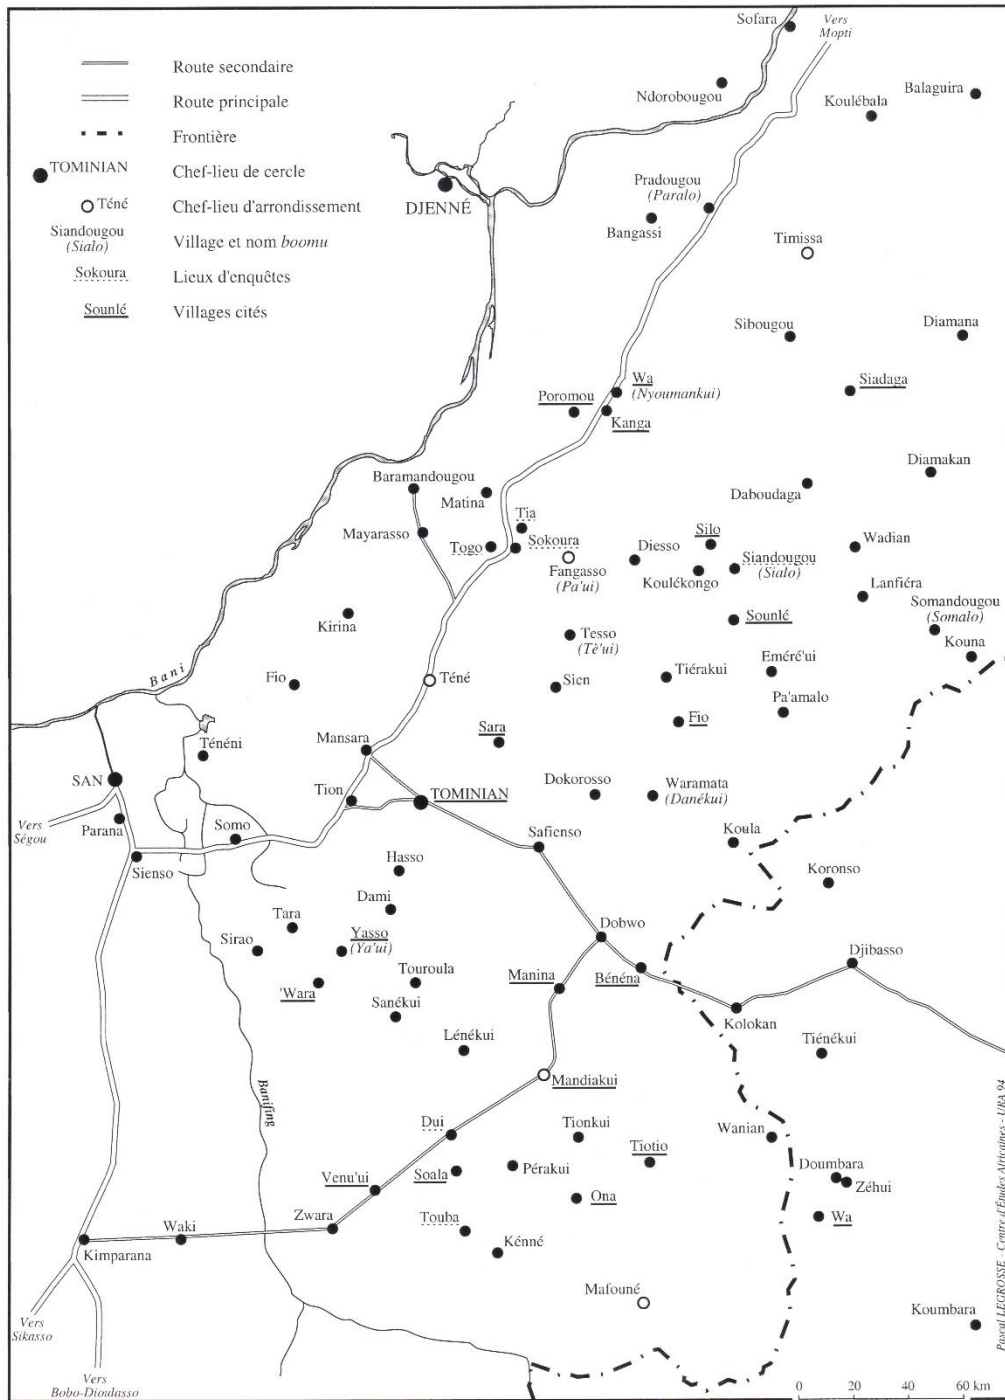 Route secondaire
Route principale
Frontière
TOMINIAN
Chef-lieu de cercle
Téné
Chef-lieu d'arrondissement
Siandougou
(Sialo)
Village et nom boomu
Sokoura
Lieux d'enquêtes
Sounlé
Villages cités
Sofara
Vers
Mopti
Ndorobougou
Koulébala
Balaguira
DJENNÉ
Pradougou
(Paralo)
Bangassi
Timissa
Sibougou
Diamana
Wa
(Nyoumankui)
Siadaga
Poromou
Kanga
Diamakan
Baramandougou
Matina
Daboudaga
Mayarasso
Tia
Togo
Sokoura
Silo
Wadian
Fangasso
(Pa'ui)
Diesso
Koulékongo
Siandougou
(Sialo)
Lanfiéra
Kirina
Sounlé
Somandougou
(Somalo)
Tesso
(Tè'ui)
Kouna
Bani
Fio
Téné
Sien
Tiérakui
Eméré'ui
Pa'amalo
Fio
Sara
Ténéni
Mansara
SAN
Tion
TOMINIAN
Dokorosso
Waramata
(Danékui)
Vers
Ségou
Parana
Somo
Sienso
Safienso
Koula
Hasso
Koronso
Dami
Tara
Sirao
Yasso
(Ya'ui)
Dobwo
Djibasso
'Wara
Touroula
Manina
Bénéna
Sanékui
Kolokan
Lénékui
Tiénékui
Banifing
Mandiakui
Dui
Tionkui
Tiotio
Wanian
Soala
Pérakui
Doumbara
Zéhui
Venu'ui
Ona
Wa
Zwara
Touba
Waki
Kimparana
Kénné
Mafouné
Koumbara
Vers
Sikasso
Vers
Bobo-Dioulasso
0 20 40 60 km
Pascal LEGROSSE - Centre d'Études Africaines - URA 94